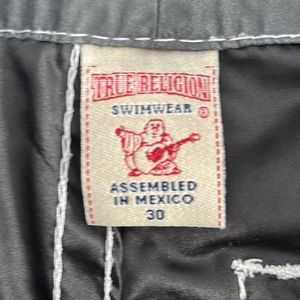 TRUE RELIGION
SWIMWEAR ®
ASSEMBLED
IN MEXICO
30